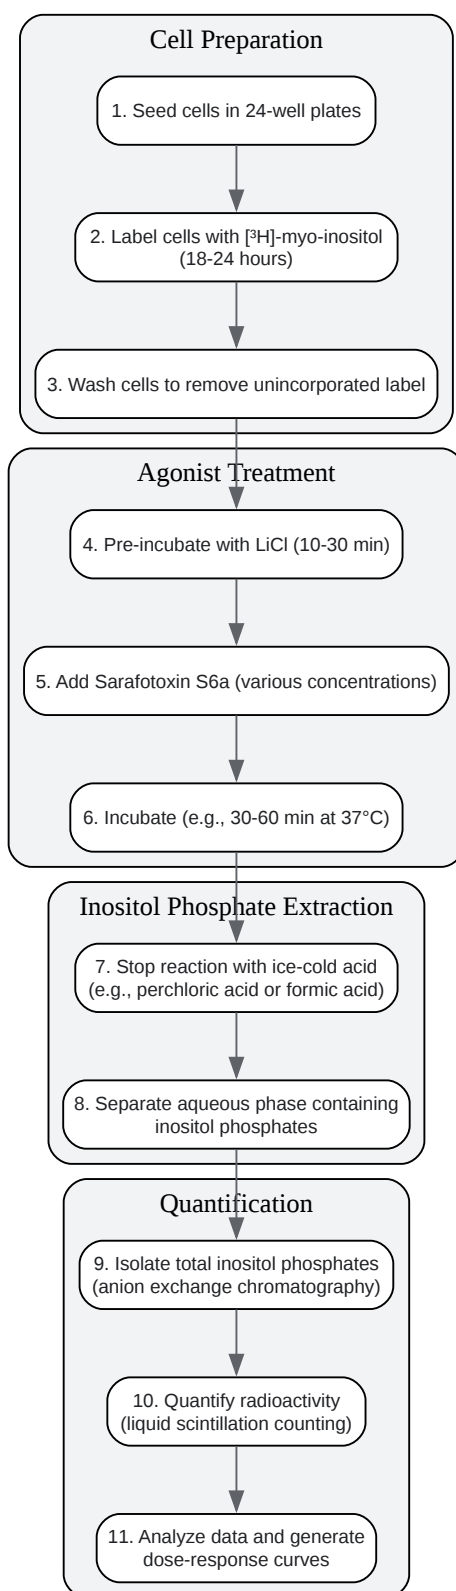 Cell Preparation
1. Seed cells in 24-well plates
2. Label cells with [³H]-myo-inositol
(18-24 hours)
3. Wash cells to remove unincorporated label
Agonist Treatment
4. Pre-incubate with LiCl (10-30 min)
5. Add Sarafotoxin S6a (various concentrations)
6. Incubate (e.g., 30-60 min at 37°C)
Inositol Phosphate Extraction
7. Stop reaction with ice-cold acid
(e.g., perchloric acid or formic acid)
8. Separate aqueous phase containing
inositol phosphates
Quantification
9. Isolate total inositol phosphates
(anion exchange chromatography)
10. Quantify radioactivity
(liquid scintillation counting)
11. Analyze data and generate
dose-response curves